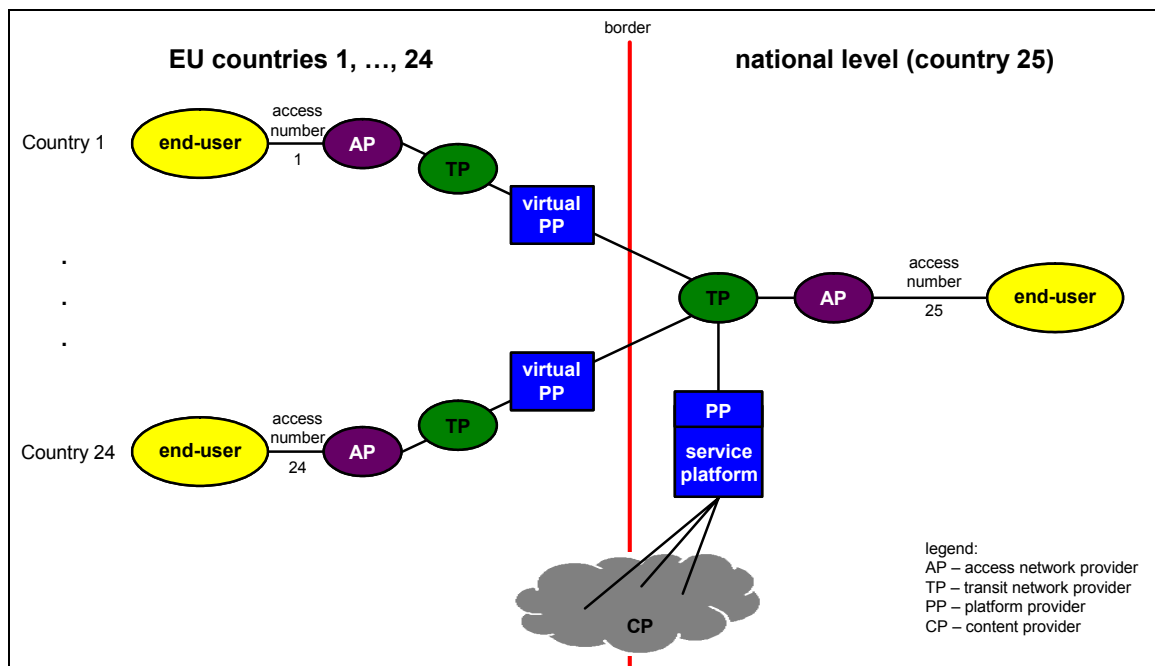 border
EU countries 1, …, 24
national level (country 25)
Country 1
end-user
access
number
1
AP
TP
virtual
PP
.
.
.
TP
AP
access
number
25
end-user
virtual
PP
Country 24
end-user
access
number
24
AP
TP
PP
service
platform
CP
legend:
AP – access network provider
TP – transit network provider
PP – platform provider
CP – content provider